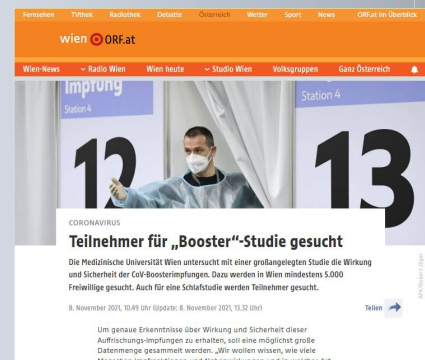 Fernsehen TVthek Radiothek Debatte Österreich Wetter Sport News ORF.at im Überblick
wien ORF.at
Wien-News Radio Wien Wien heute Studio Wien Volksgruppen Ganz Österreich
Impfung
Station 4
Station 4
12
13
CORONAVIRUS
Teilnehmer für „Booster“-Studie gesucht
Die Medizinische Universität Wien untersucht mit einer großangelegten Studie die Wirkung
und Sicherheit der CoV-Boosterimpfungen. Dazu werden in Wien mindestens 5.000
Freiwillige gesucht. Auch für eine Schlafstudie werden Teilnehmer gesucht.
8. November 2021, 10.49 Uhr (Update: 8. November 2021, 13.32 Uhr)
Teilen
Um genaue Erkenntnisse über Wirkung und Sicherheit dieser
Auffrischungs-Impfungen zu erhalten, soll eine möglichst große
Datenmenge gesammelt werden. „Wir wollen wissen, wie viele